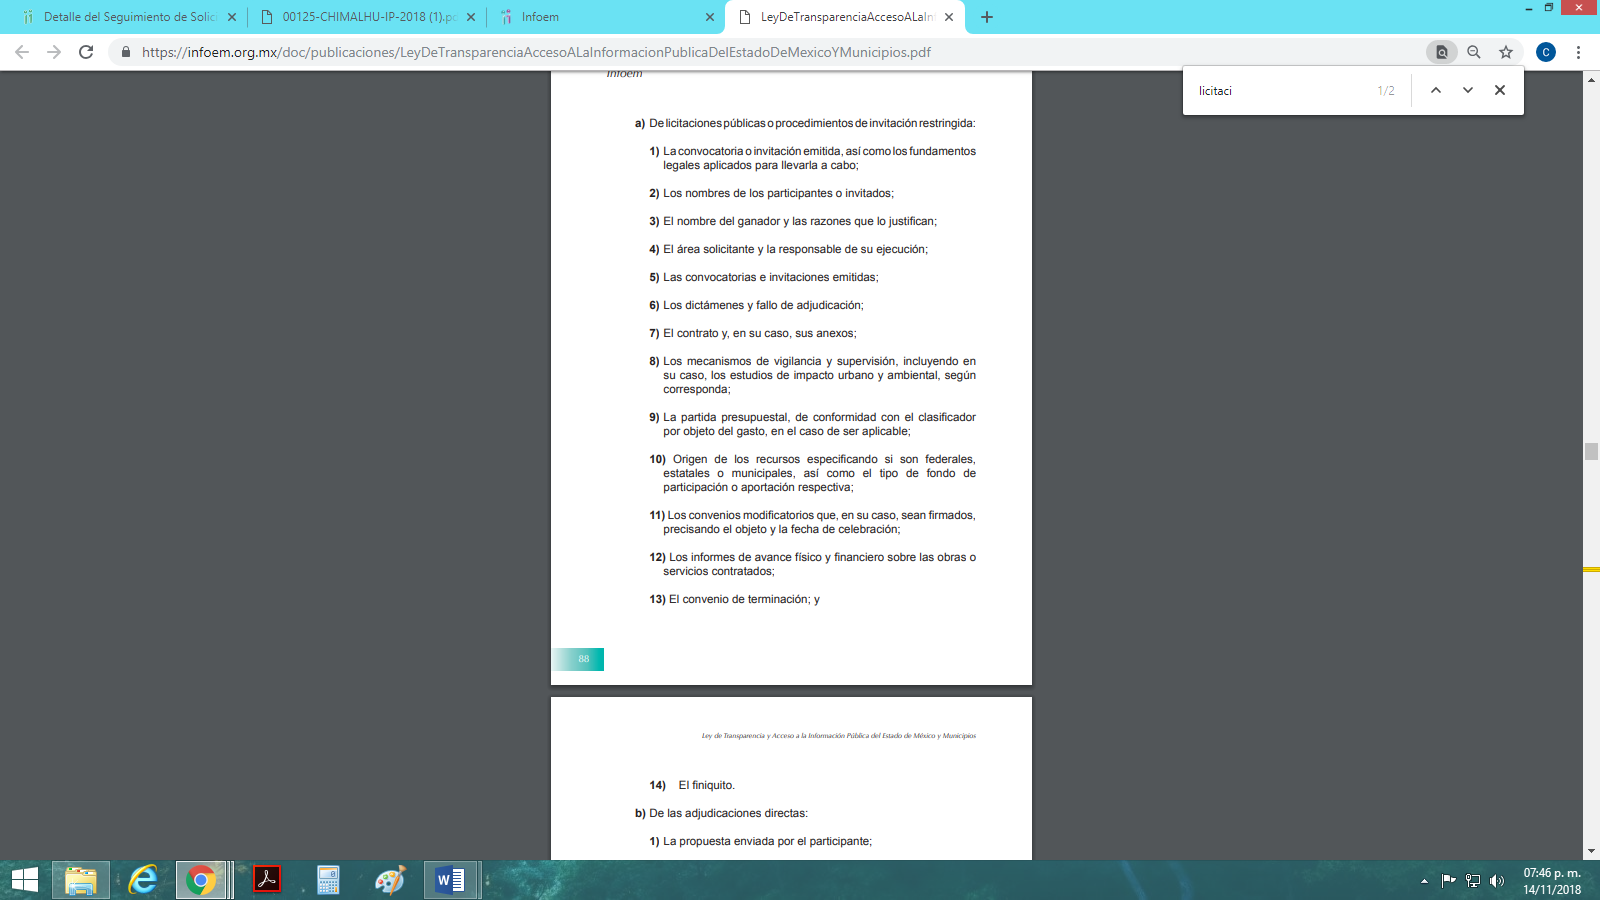 Detalle del Seguimiento de Solici
00125-CHIMALHU-IP-2018 (1).pd
Infoem
LeyDeTransparenciaAccesoALaInf
https://infoem.org.mx/doc/publicaciones/LeyDeTransparenciaAccesoALaInformacionPublicaDelEstadoDeMexicoYMunicipios.pdf
C
licitaci 1/2
Infoem
a) De licitaciones públicas o procedimientos de invitación restringida:
1) La convocatoria o invitación emitida, así como los fundamentos
legales aplicados para llevarla a cabo;
2) Los nombres de los participantes o invitados;
3) El nombre del ganador y las razones que lo justifican;
4) El área solicitante y la responsable de su ejecución;
5) Las convocatorias e invitaciones emitidas;
6) Los dictámenes y fallo de adjudicación;
7) El contrato y, en su caso, sus anexos;
8) Los mecanismos de vigilancia y supervisión, incluyendo en
su caso, los estudios de impacto urbano y ambiental, según
corresponda;
9) La partida presupuestal, de conformidad con el clasificador
por objeto del gasto, en el caso de ser aplicable;
10) Origen de los recursos especificando si son federales,
estatales o municipales, así como el tipo de fondo de
participación o aportación respectiva;
11) Los convenios modificatorios que, en su caso, sean firmados,
precisando el objeto y la fecha de celebración;
12) Los informes de avance físico y financiero sobre las obras o
servicios contratados;
13) El convenio de terminación; y
88
Ley de Transparencia y Acceso a la Información Pública del Estado de México y Municipios
14) El finiquito.
b) De las adjudicaciones directas:
1) La propuesta enviada por el participante;
07:46 p. m.
14/11/2018